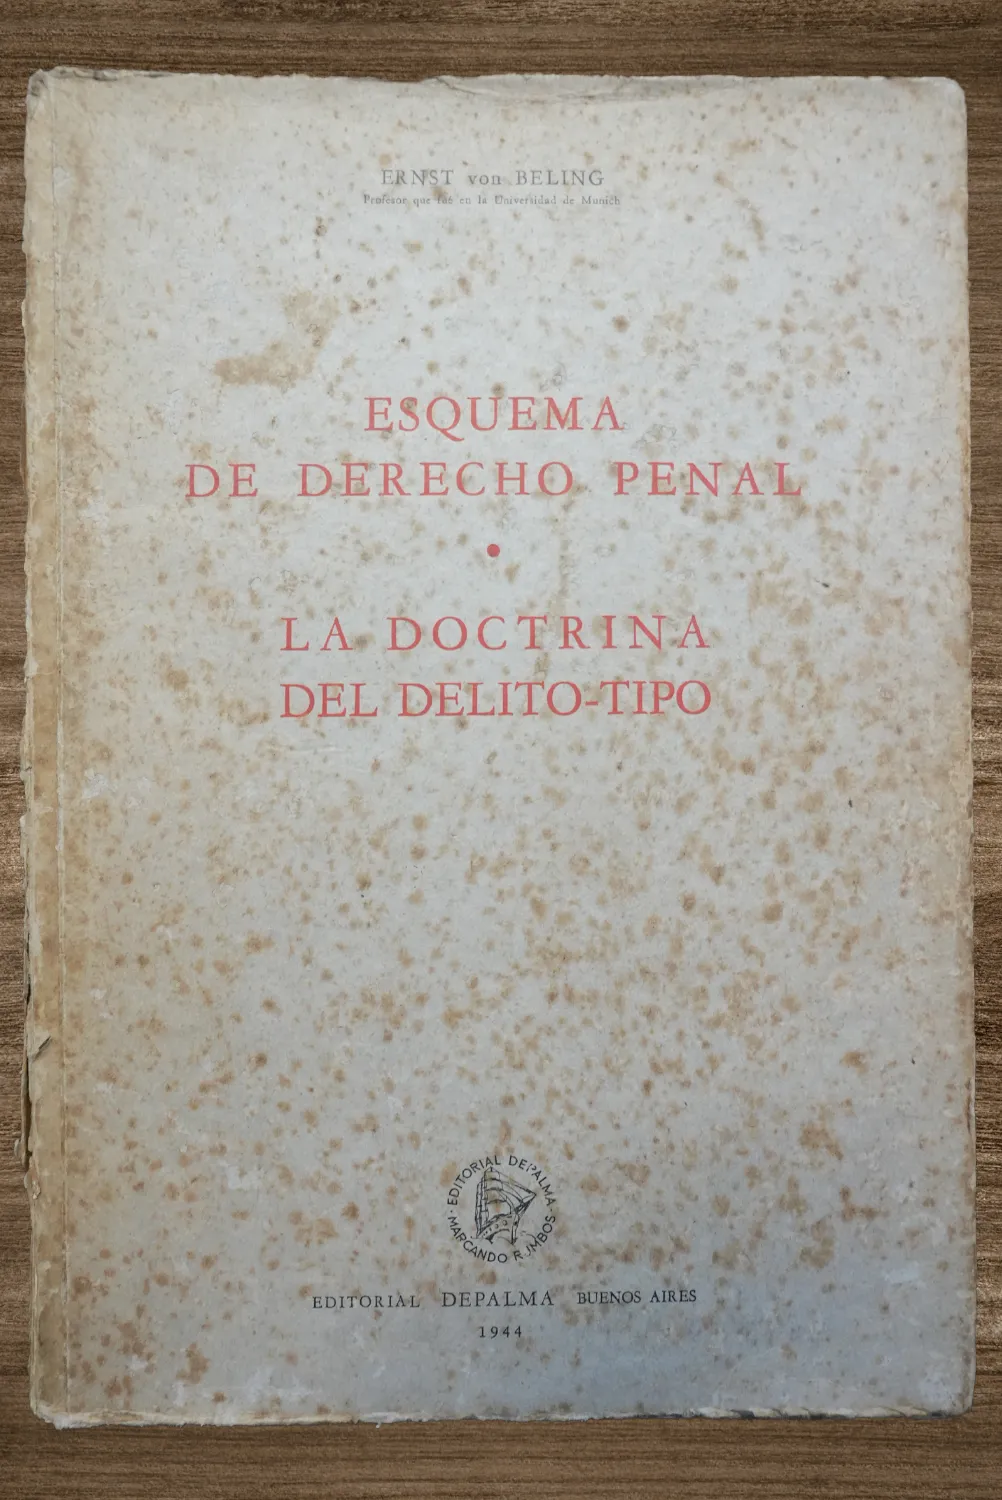 ERNST von BELING
Profesor que fué en la Universidad de Munich
ESQUEMA
DE DERECHO PENAL
•
LA DOCTRINA
DEL DELITO-TIPO
EDITORIAL DEPALMA
MARCANDO RUMBOS
EDITORIAL DEPALMA BUENOS AIRES
1944